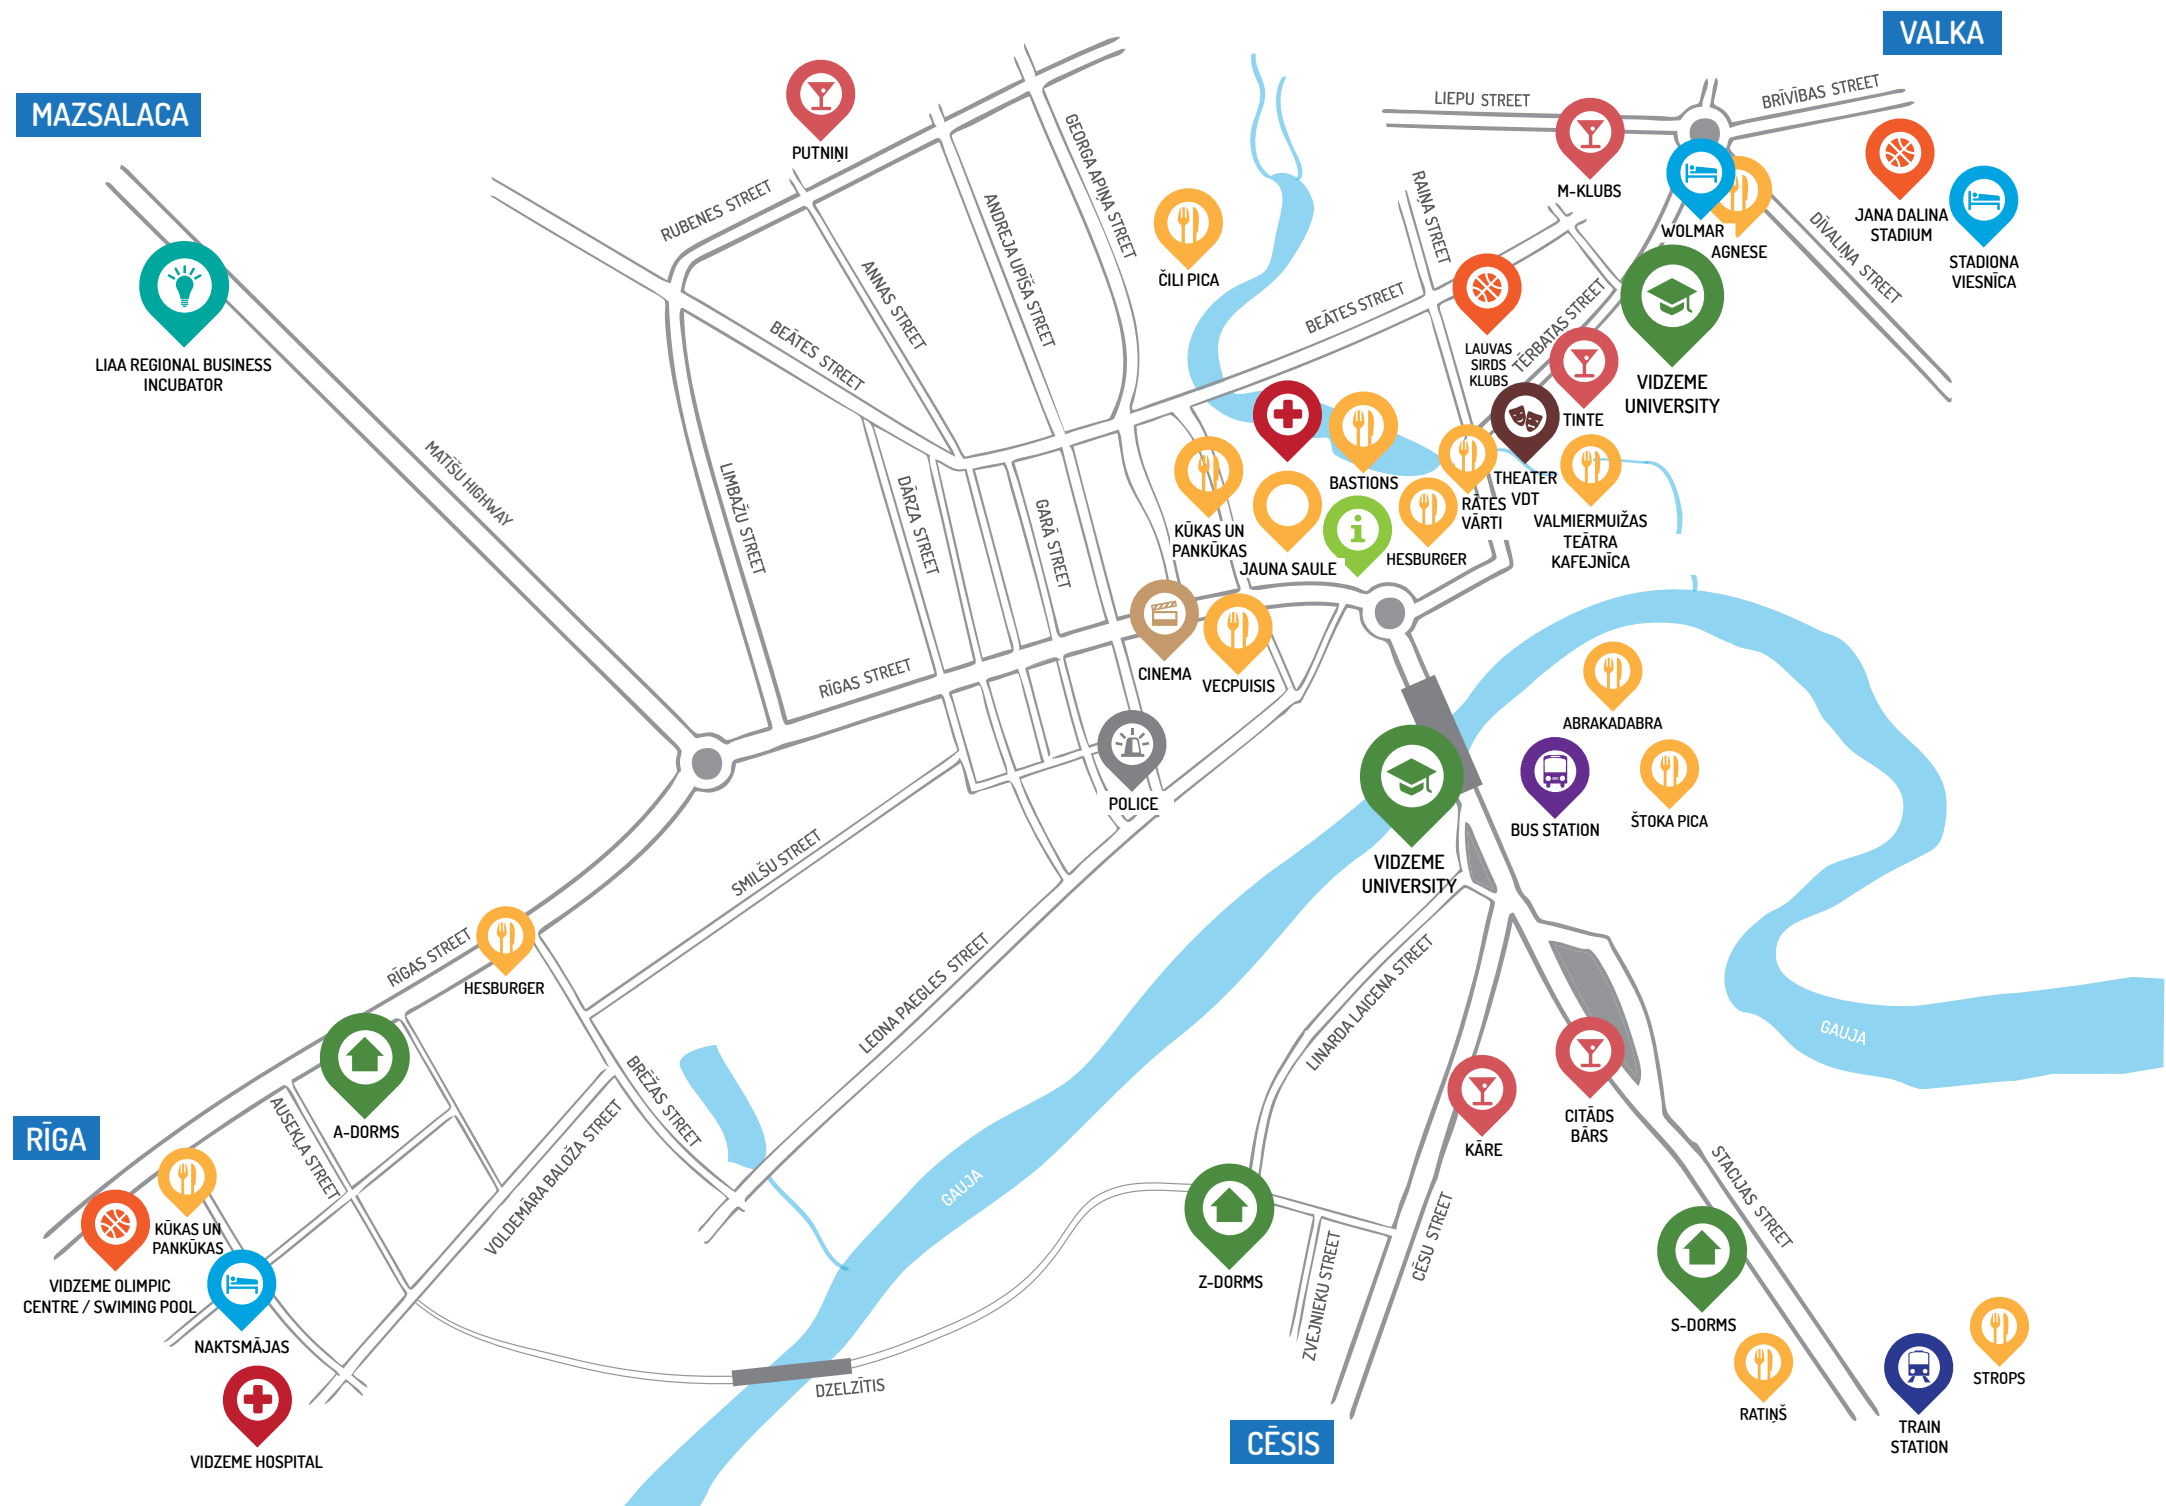 VALKA
MAZSALACA
LIEPU STREET
BRĪVĪBAS STREET
PUTNIŅI
M-KLUBS
RUBENES STREET
GEORGA APIŅA STREET
ANDREJA UPĪŠA STREET
ANNAS STREET
RAIŅA STREET
ČILI PICA
WOLMAR
AGNESE
JANA DALINA
STADIUM
DĪVALIŅA STREET
STADIONA
VIESNĪCA
LIAA REGIONAL BUSINESS
INCUBATOR
BEĀTES STREET
BEĀTES STREET
TĒRBATAS STREET
LAUVAS
SIRDS
KLUBS
VIDZEME
UNIVERSITY
TINTE
MATĪŠU HIGHWAY
LIMBAŽU STREET
DĀRZA STREET
GARĀ STREET
BASTIONS
THEATER
VDT
RĀTES
VĀRTI
VALMIERMUIŽAS
TEĀTRA
KAFEJNĪCA
KŪKAS UN
PANKŪKAS
JAUNA SAULE
HESBURGER
CINEMA
VECPUISIS
RĪGAS STREET
ABRAKADABRA
POLICE
BUS STATION
ŠTOKA PICA
SMILŠU STREET
VIDZEME
UNIVERSITY
RĪGAS STREET
HESBURGER
LEONA PAEGLES STREET
LINARDA LAICENA STREET
GAUJA
BRĒŽAS STREET
A-DORMS
AUSEKĻA STREET
VOLDEMĀRA BALOŽA STREET
RĪGA
KĀRE
CITĀDS
BĀRS
STACIJAS STREET
GAUJA
KŪKAS UN
PANKŪKAS
VIDZEME OLIMPIC
CENTRE / SWIMING POOL
NAKTSMĀJAS
Z-DORMS
ZVEJNIEKU STREET
CĒSU STREET
S-DORMS
DZELZĪTIS
RATIŅŠ
STROPS
TRAIN
STATION
VIDZEME HOSPITAL
CĒSIS